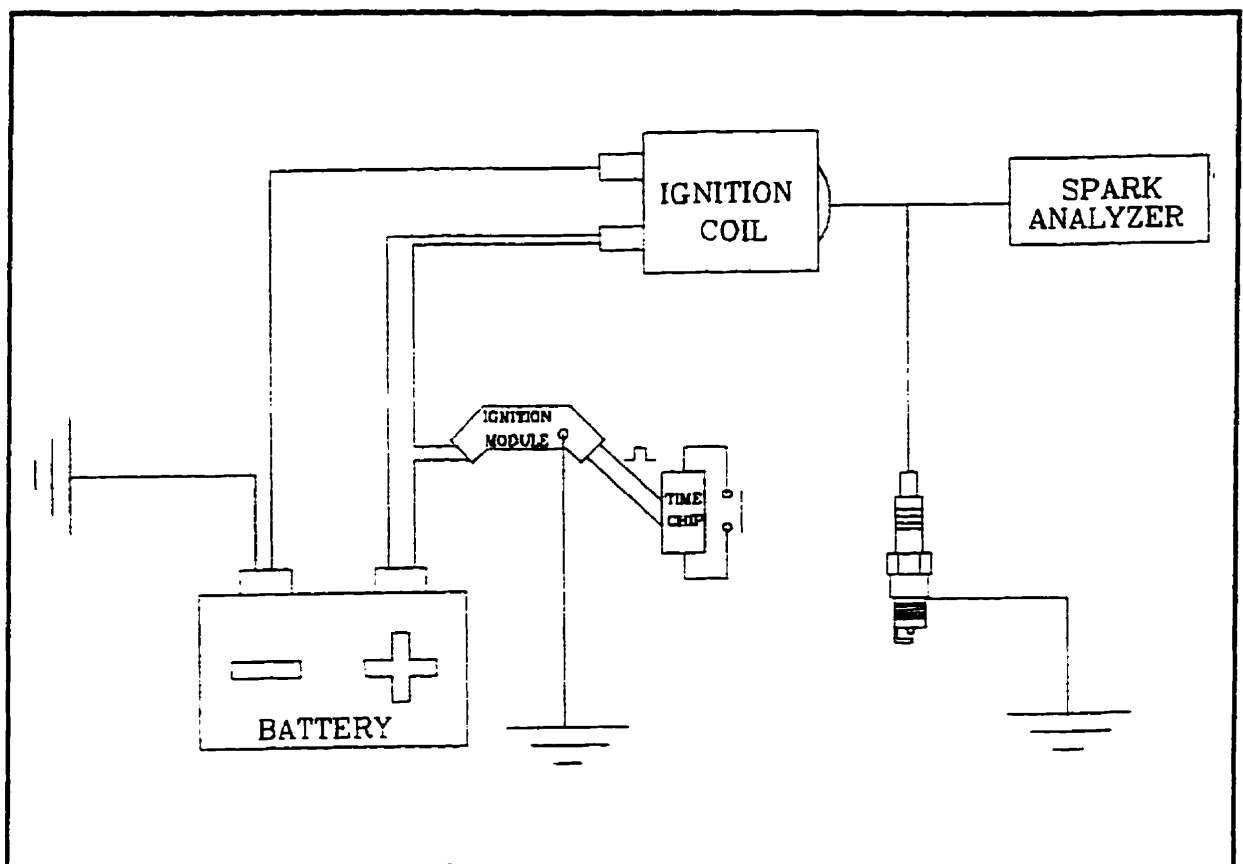 IGNITION
COIL
SPARK
ANALYZER
IGNITION
MODULE
TIME
CHIP
BATTERY